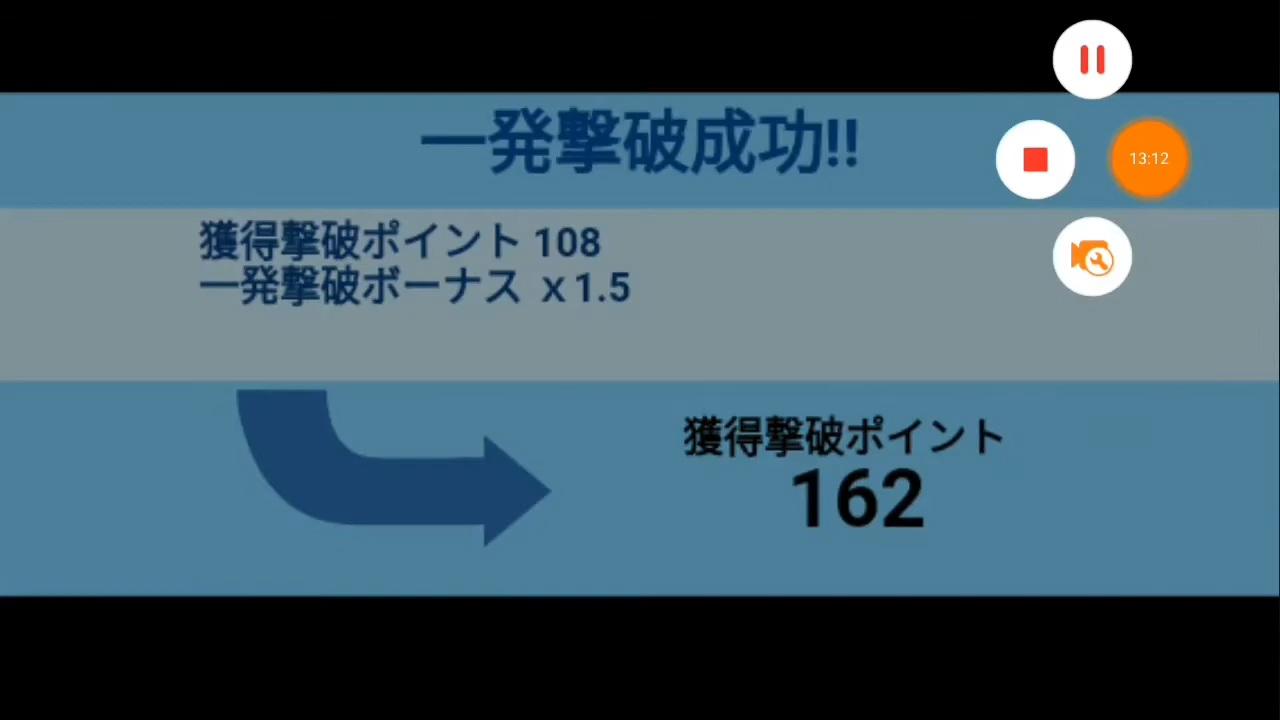 一発撃破成功!!
13:12
獲得撃破ポイント 108
一発撃破ボーナス x 1.5
獲得撃破ポイント
162